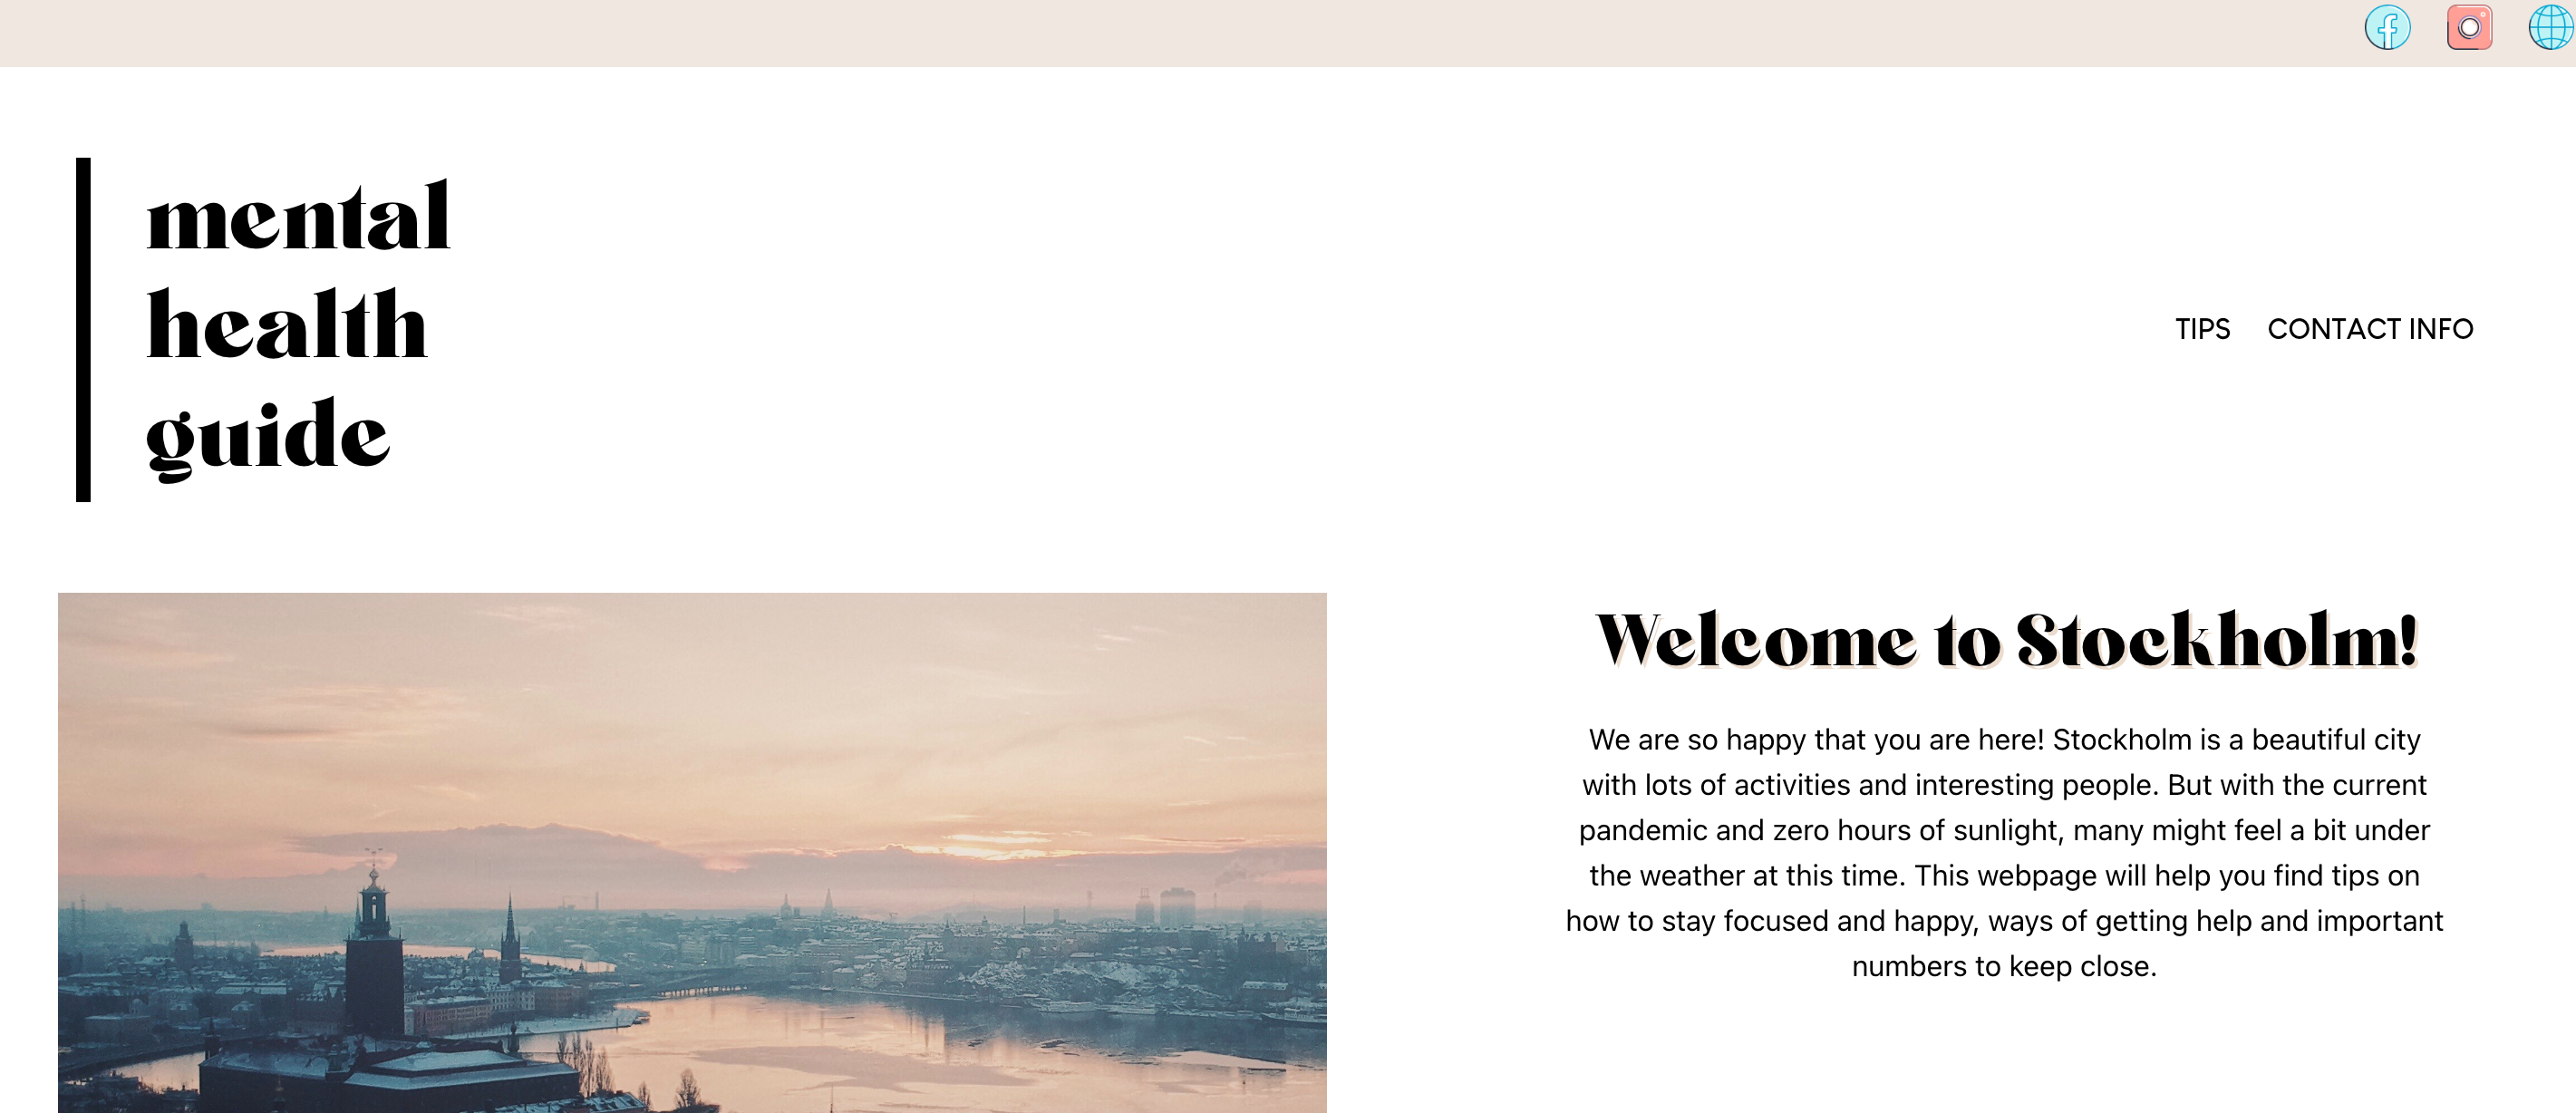 mental
health
guide
TIPS
CONTACT INFO
Welcome to Stockholm!
We are so happy that you are here! Stockholm is a beautiful city
with lots of activities and interesting people. But with the current
pandemic and zero hours of sunlight, many might feel a bit under
the weather at this time. This webpage will help you find tips on
how to stay focused and happy, ways of getting help and important
numbers to keep close.